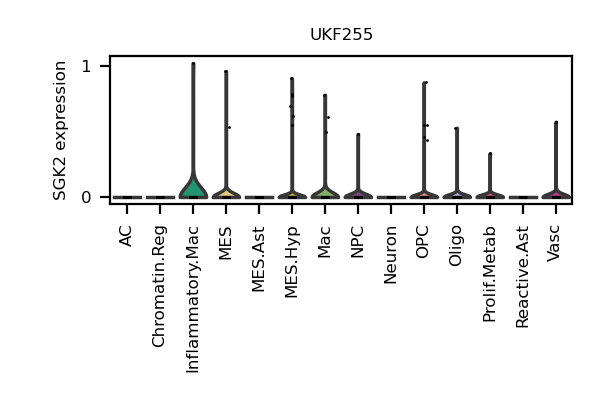 UKF255
SGK2 expression
1
0
AC
Chromatin.Reg
Inflammatory.Mac
MES
MES.Ast
MES.Hyp
Mac
NPC
Neuron
OPC
Oligo
Prolif.Metab
Reactive.Ast
Vasc